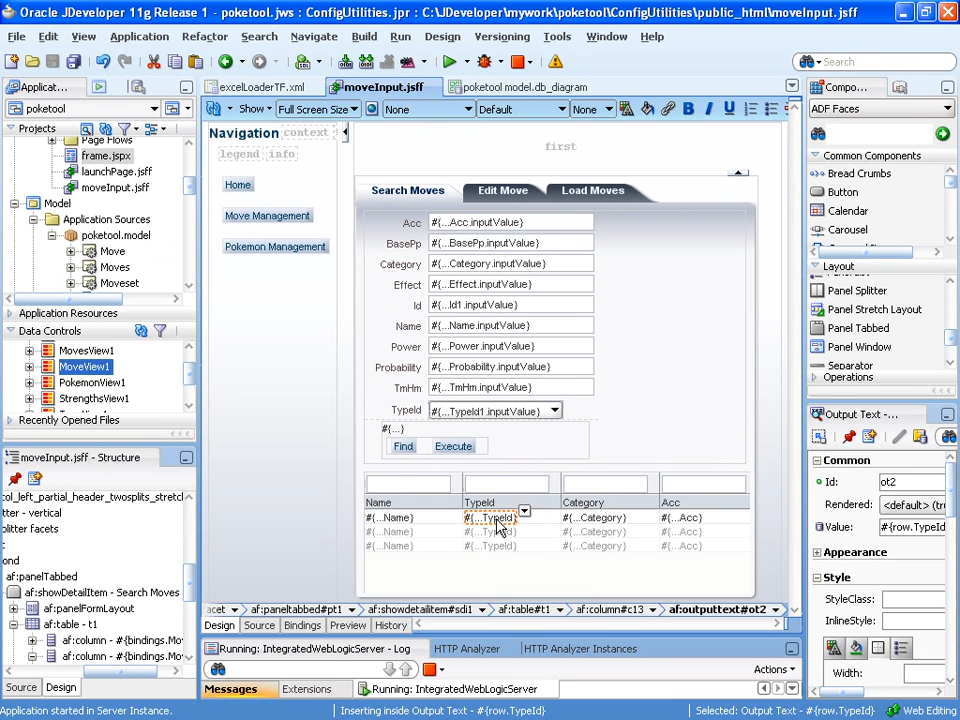 Oracle JDeveloper 11g Release 1 - poketool.jws : ConfigUtilities.jpr : C:\JDeveloper\mywork\poketool\ConfigUtilities\public_html\moveInput.jsff
File Edit View Application Refactor Search Navigate Build Run Design Versioning Tools Window Help
Search
Applicat...
excelLoaderTF.xml
moveInput.jsff
poketool model.db_diagram
Compo...
poketool
Show
Full Screen Size
None
Default
None
B I U
ADF Faces
Projects
Page Flows
frame.jspx
launchPage.jsff
moveInput.jsff
Model
Application Sources
poketool.model
Move
Moves
Moveset
Application Resources
Data Controls
MovesView1
MoveView1
PokemonView1
StrengthsView1
Recently Opened Files
moveInput.jsff - Structure
col_left_partial_header_twosplits_stretch
tter - vertical
litter facets
ond
af:panelTabbed
af:showDetailItem - Search Moves
af:panelFormLayout
af:table - t1
af:column - #{bindings.Mov
af:column - #{bindings.Mov
Source Design
Navigation
context
legend info
Home
Move Management
Pokemon Management
first
Search Moves
Edit Move
Load Moves
Acc #{...Acc.inputValue}
BasePp #{...BasePp.inputValue}
Category #{...Category.inputValue}
Effect #{...Effect.inputValue}
Id #{...Id1.inputValue}
Name #{...Name.inputValue}
Power #{...Power.inputValue}
Probability #{...Probability.inputValue}
TmHm #{...TmHm.inputValue}
TypeId #{...TypeId1.inputValue}
#{...}
Find Execute
Name TypeId Category Acc
#{...Name} #{...TypeId} #{...Category} #{...Acc}
#{...Name} #{...TypeId} #{...Category} #{...Acc}
#{...Name} #{...TypeId} #{...Category} #{...Acc}
acet af:paneltabbed#pt1 af:showdetailitem#sdi1 af:table#t1 af:column#c13 af:outputtext#ot2
Design Source Bindings Preview History
Running: IntegratedWebLogicServer - Log
HTTP Analyzer
HTTP Analyzer Instances
Actions
Messages Extensions Running: IntegratedWebLogicServer
Common Components
Bread Crumbs
Button
Calendar
Carousel
Layout
Panel Splitter
Panel Stretch Layout
Panel Tabbed
Panel Window
Separator
Operations
Output Text -...
Common
Id: ot2
Rendered: <default> (tru
Value: #{row.TypeId
Appearance
Style
StyleClass:
InlineStyle:
Width:
Application started in Server Instance.
Inserting inside Output Text - #{row.TypeId}
Selected: Output Text - #{row.TypeId}
Web Editing